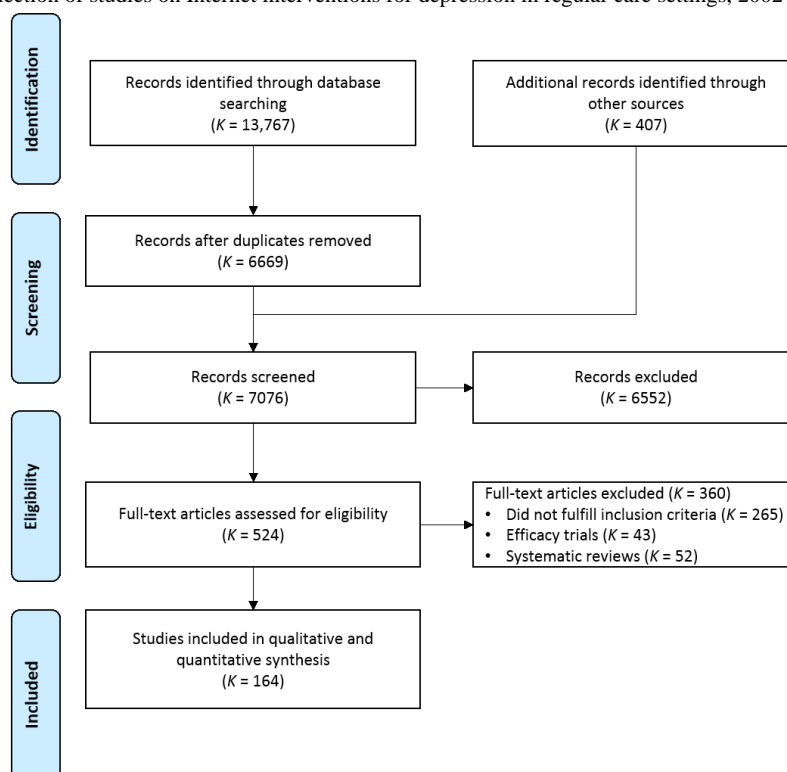 lection of studies on Internet interventions for depression in regular care settings, 2002
Identification
Records identified through database
searching
(K = 13,767)
Additional records identified through
other sources
(K = 407)
Screening
Records after duplicates removed
(K = 6669)
Records screened
(K = 7076)
Records excluded
(K = 6552)
Eligibility
Full-text articles assessed for eligibility
(K = 524)
Full-text articles excluded (K = 360)
• Did not fulfill inclusion criteria (K = 265)
• Efficacy trials (K = 43)
• Systematic reviews (K = 52)
Included
Studies included in qualitative and
quantitative synthesis
(K = 164)